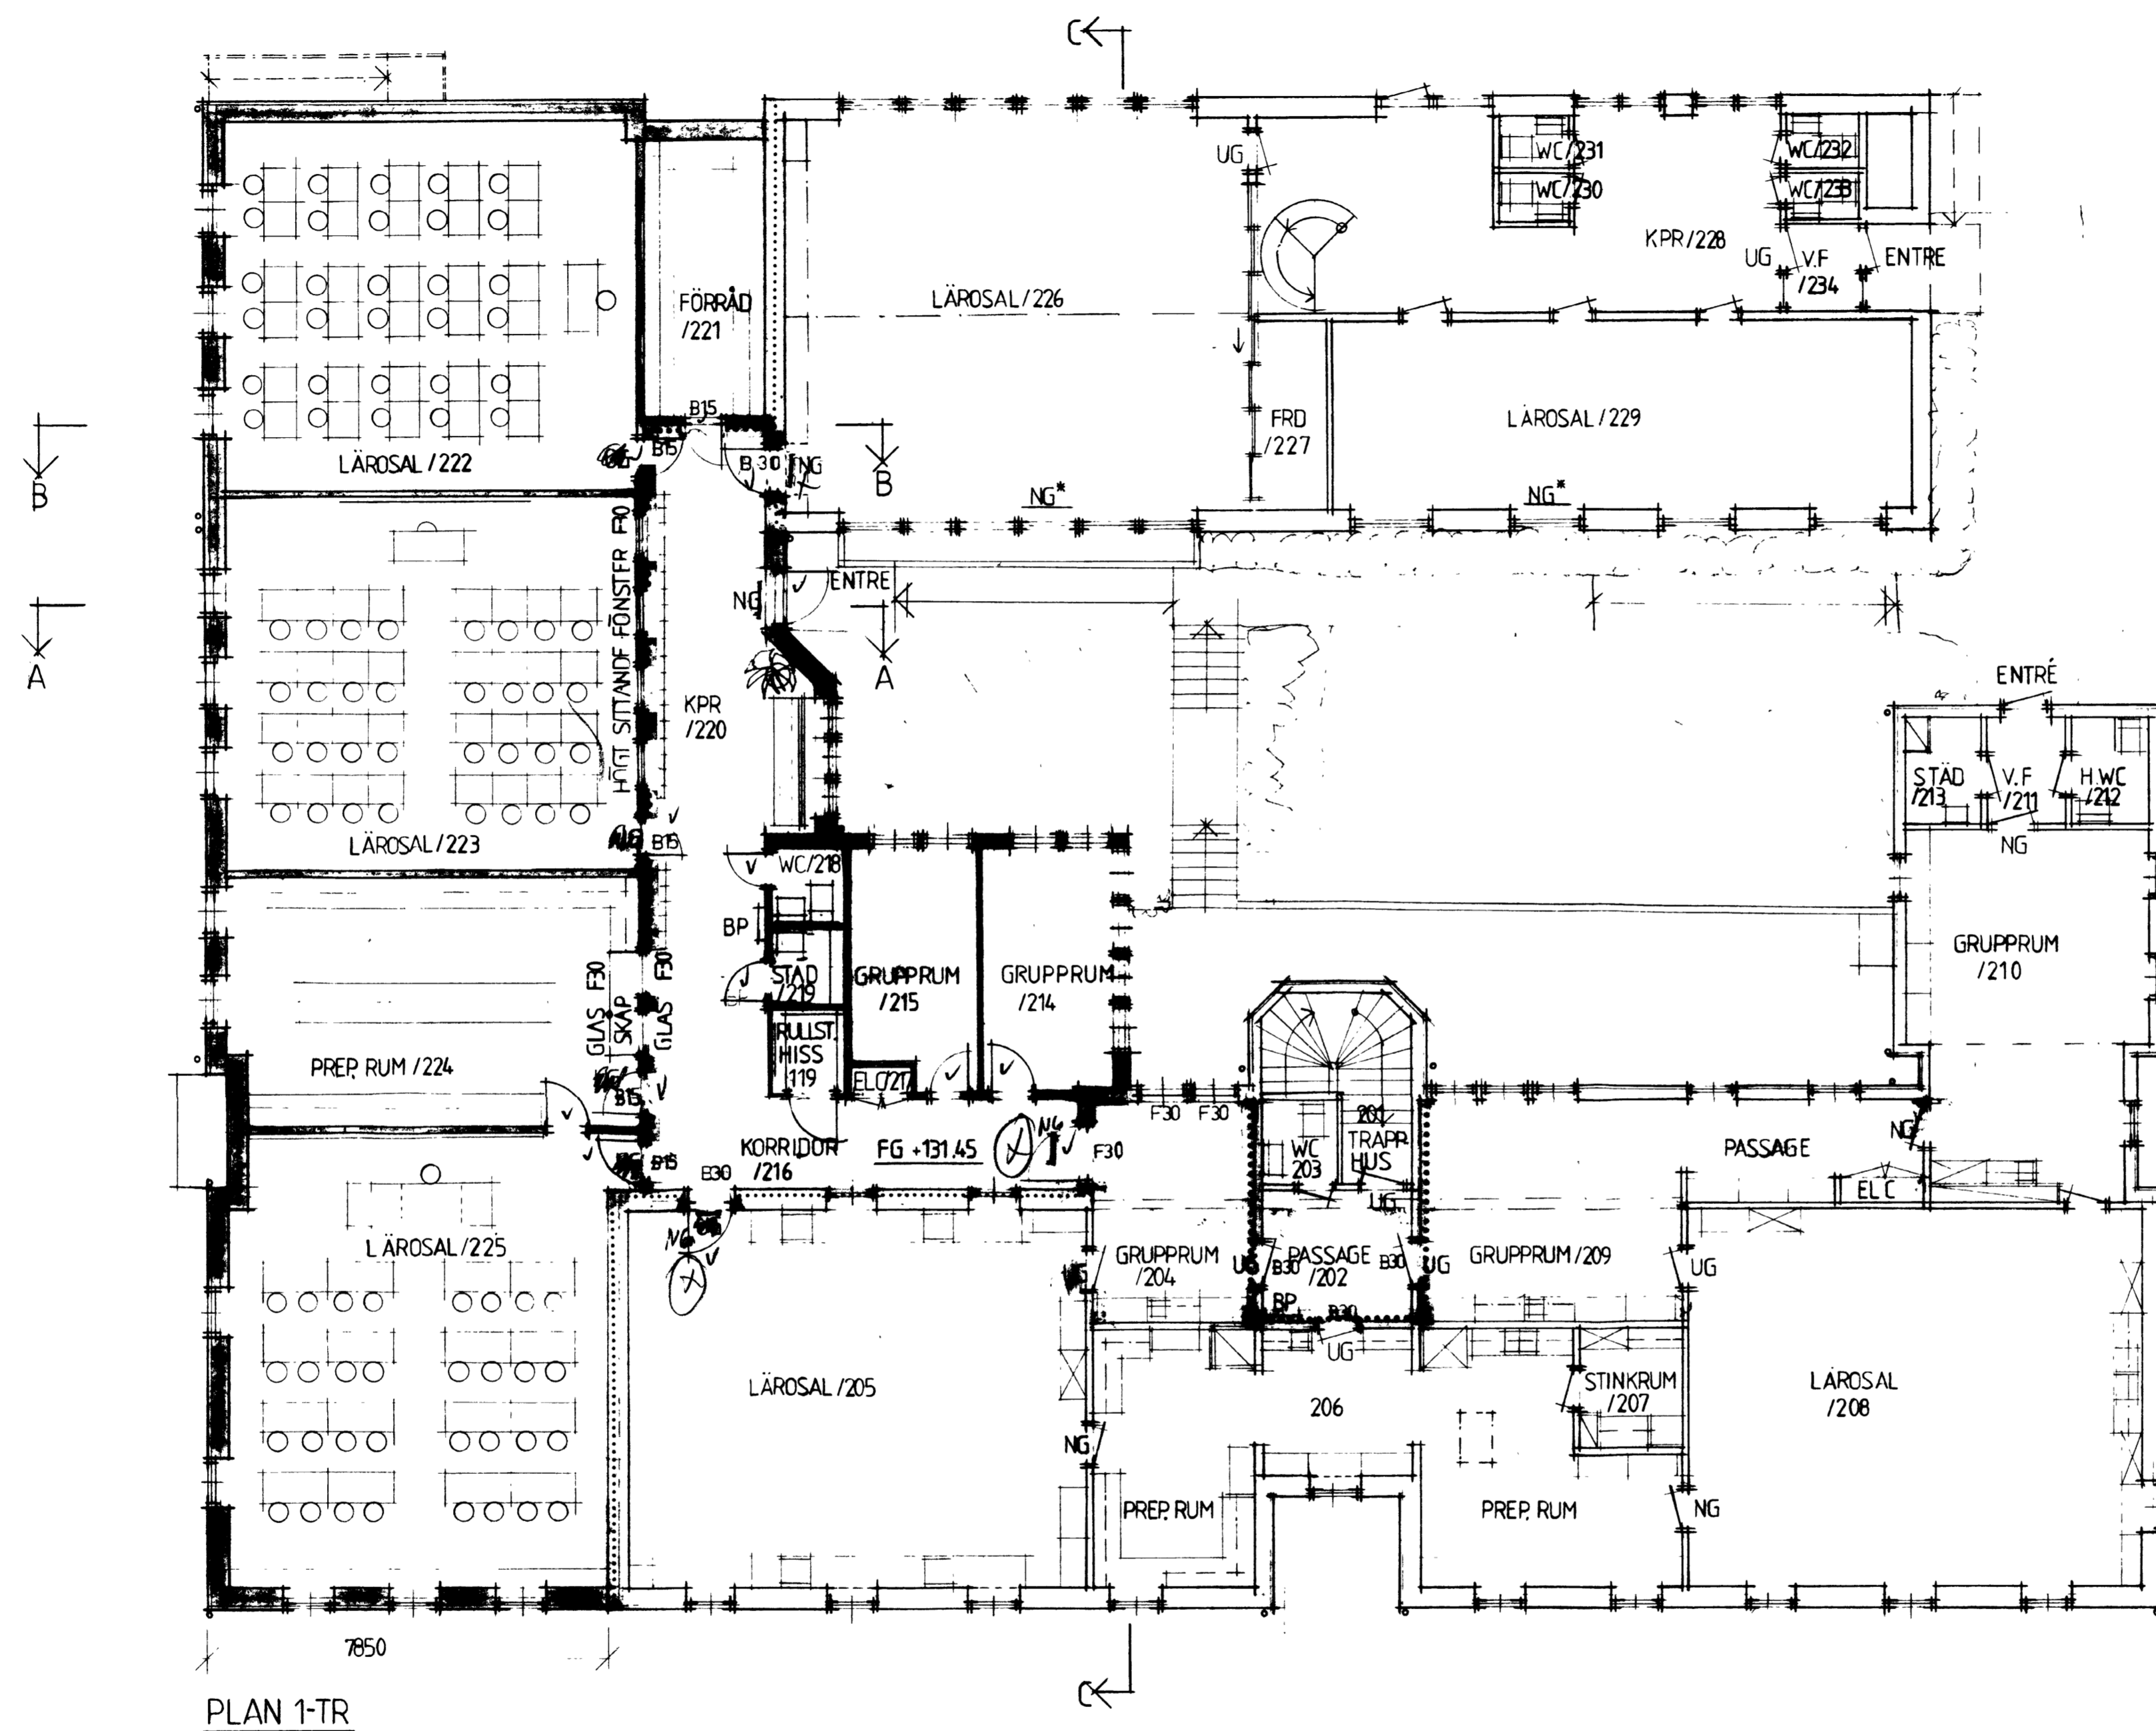 C
UG
WC/231
WC/230
WC/232
WC/233
KPR/228
UG
V.F
/234
ENTRE
FÖRRÅD
/221
LÄROSAL/226
B15
FRD
/227
LÄROSAL/229
LÄROSAL/222
B15
B 30
NG
B
B
NG*
NG*
HÖGT SITTANDE FÖNSTER F30
NG
ENTRE
A
A
KPR
/220
ENTRÉ
STÄD
/213
V.F
/211
H.WC
/212
NG
LÄROSAL/223
B15
WC/218
BP
STÄD
/219
GRUPPRUM
/215
GRUPPRUM
/214
GRUPPRUM
/210
GLAS F30
SKÅP
GLAS F30
RULLST.
HISS
119
PREP. RUM /224
B15
ELC/217
F30
F30
201
TRAPP
HUS
WC
203
NG
NG
PASSAGE
KORRIDOR
/216
FG +131.45
F30
B15
B30
EL C
UG
NG
LÄROSAL/225
GRUPPRUM
/204
UG
B30
PASSAGE
/202
B30
UG
GRUPPRUM/209
UG
BP
B30
UG
LÄROSAL/205
206
STINKRUM
/207
LÄROSAL
/208
NG
PREP. RUM
PREP. RUM
NG
7850
C
PLAN 1-TR